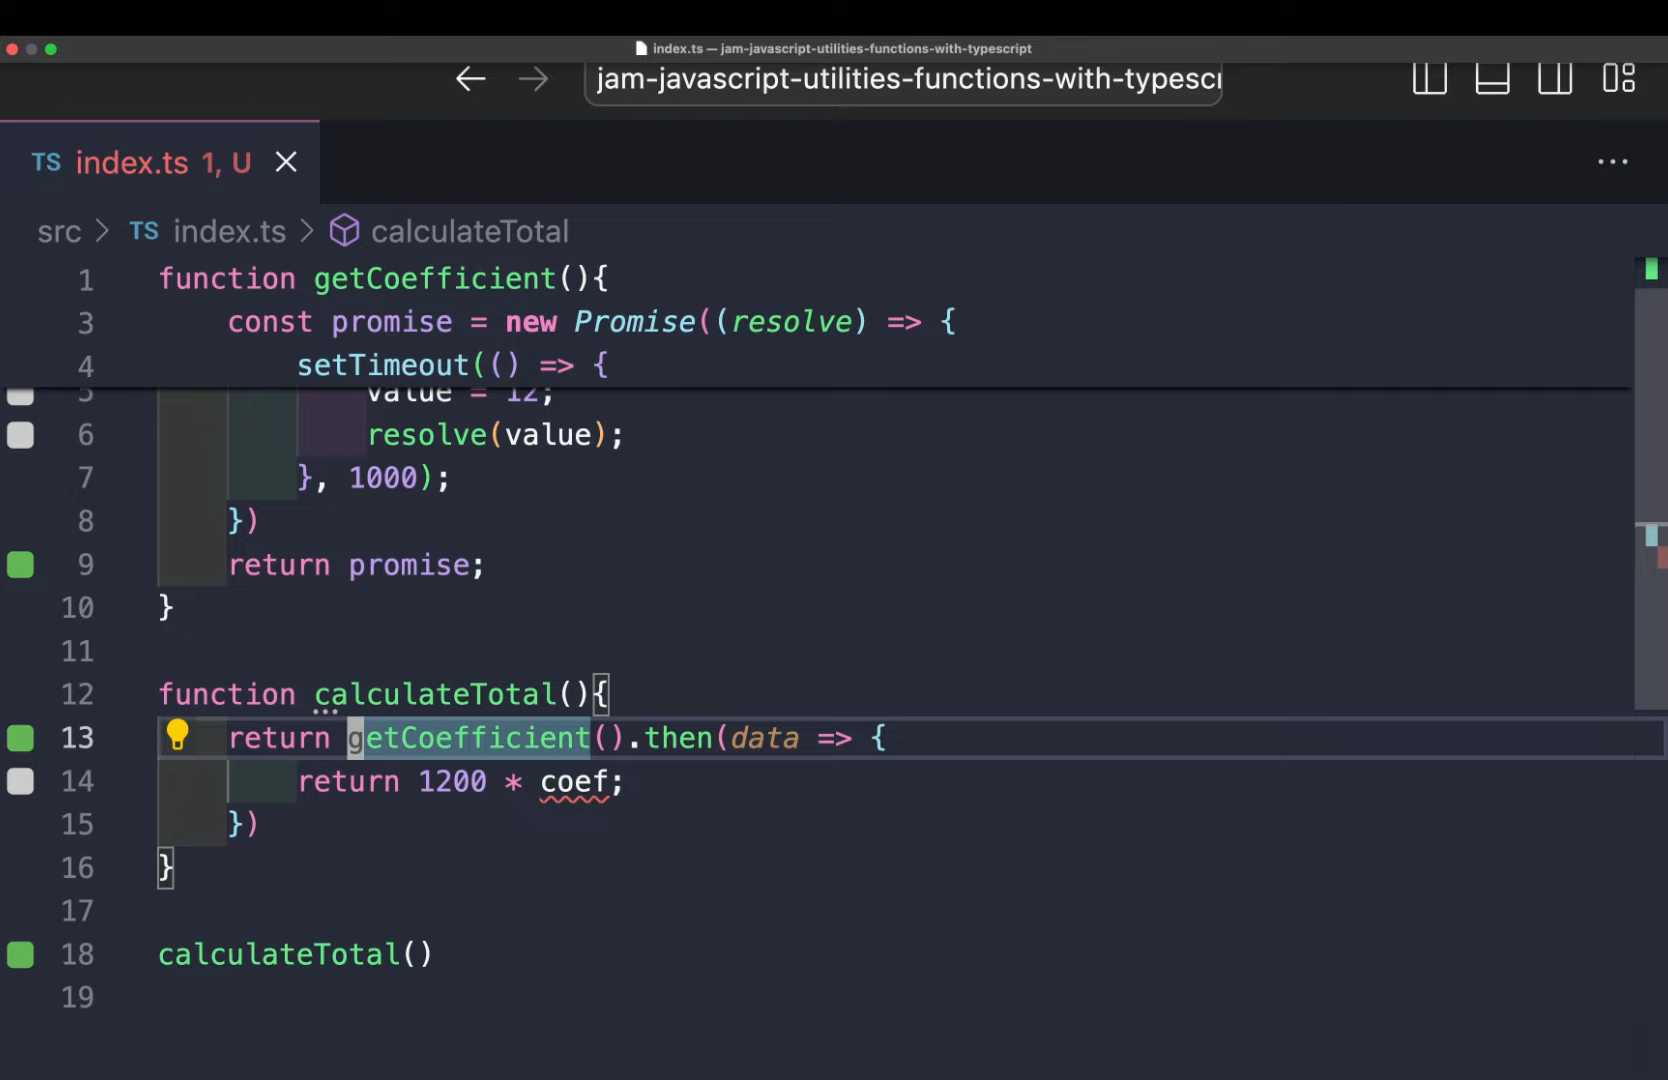 index.ts — jam-javascript-utilities-functions-with-typescript
jam-javascript-utilities-functions-with-typesc
TS index.ts 1, U
src > TS index.ts > calculateTotal
1 function getCoefficient(){
3 const promise = new Promise((resolve) => {
4 setTimeout(() => {
5 value = 12;
6 resolve(value);
7 }, 1000);
8 })
9 return promise;
10 }
11
12 function calculateTotal(){
13 return getCoefficient().then(data => {
14 return 1200 * coef;
15 })
16 }
17
18 calculateTotal()
19